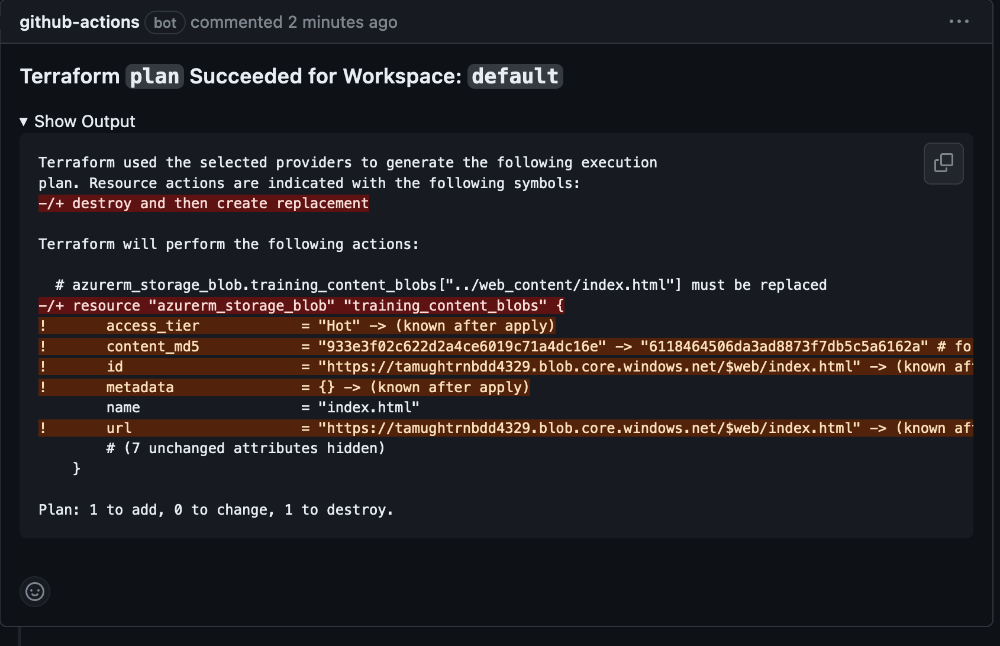 github-actions bot commented 2 minutes ago
Terraform plan Succeeded for Workspace: default
▼ Show Output
Terraform used the selected providers to generate the following execution
plan. Resource actions are indicated with the following symbols:
-/+ destroy and then create replacement
Terraform will perform the following actions:
# azurerm_storage_blob.training_content_blobs["../web_content/index.html"] must be replaced
-/+ resource "azurerm_storage_blob" "training_content_blobs" {
! access_tier = "Hot" -> (known after apply)
! content_md5 = "933e3f02c622d2a4ce6019c71a4dc16e" -> "6118464506da3ad8873f7db5c5a6162a" # fo
! id = "https://tamughtrnbdd4329.blob.core.windows.net/$web/index.html" -> (known af
! metadata = {} -> (known after apply)
name = "index.html"
! url = "https://tamughtrnbdd4329.blob.core.windows.net/$web/index.html" -> (known af
# (7 unchanged attributes hidden)
}
Plan: 1 to add, 0 to change, 1 to destroy.